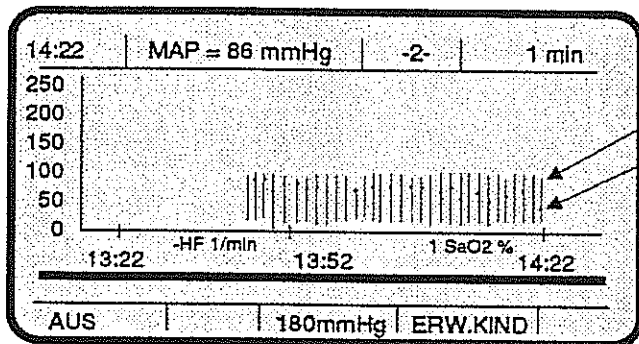 14:22 MAP = 86 mmHg -2- 1 min
250
200
150
100
50
0
-HF 1/min 1 SaO2 %
13:22 13:52 14:22
AUS 180mmHg ERW.KIND